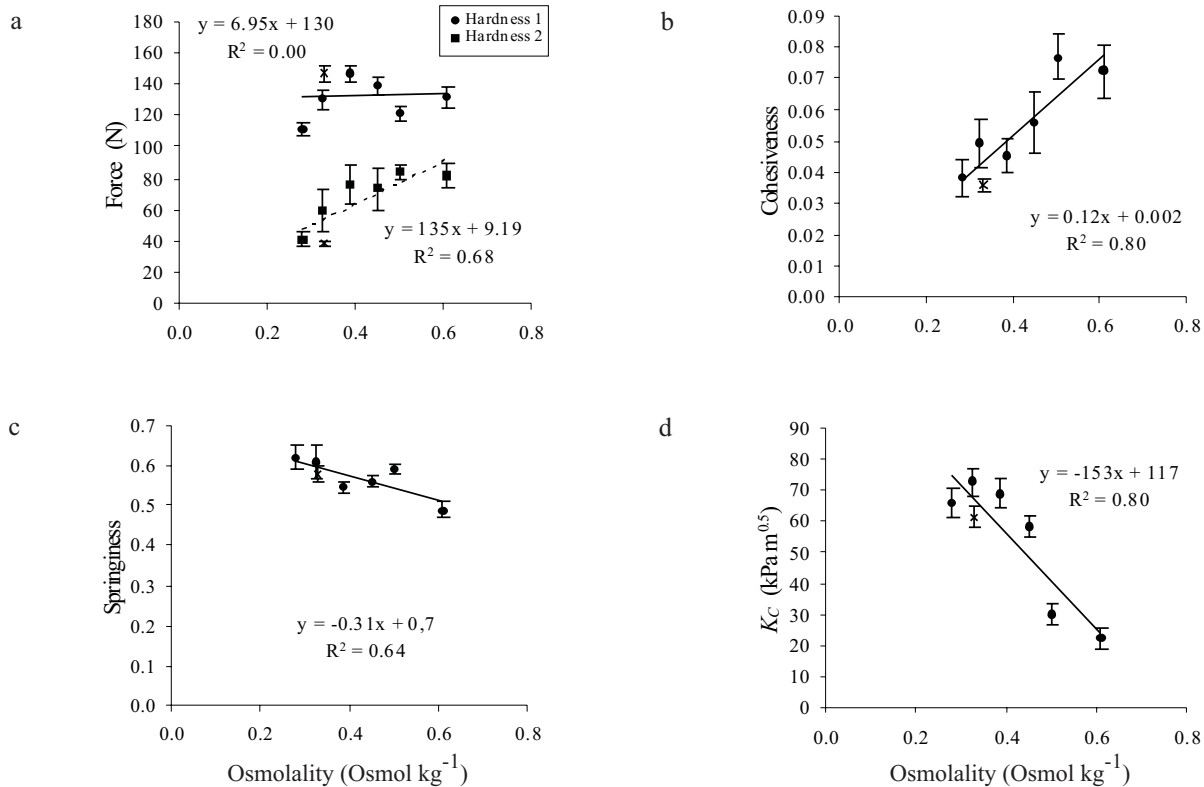 a
180
160
140
120
100
80
60
40
20
0
Force (N)
0.0 0.2 0.4 0.6 0.8
y = 6.95x + 130
R² = 0.00
Hardness 1
Hardness 2
y = 135x + 9.19
R² = 0.68
b
0.09
0.08
0.07
0.06
0.05
0.04
0.03
0.02
0.01
0.00
Cohesiveness
0.0 0.2 0.4 0.6 0.8
y = 0.12x + 0.002
R² = 0.80
c
0.7
0.6
0.5
0.4
0.3
0.2
0.1
0.0
Springiness
y = -0.31x + 0,7
R² = 0.64
0.0 0.2 0.4 0.6 0.8
Osmolality (Osmol kg⁻¹)
d
90
80
70
60
50
40
30
20
10
0
K_C (kPa m^0.5)
y = -153x + 117
R² = 0.80
0.0 0.2 0.4 0.6 0.8
Osmolality (Osmol kg⁻¹)